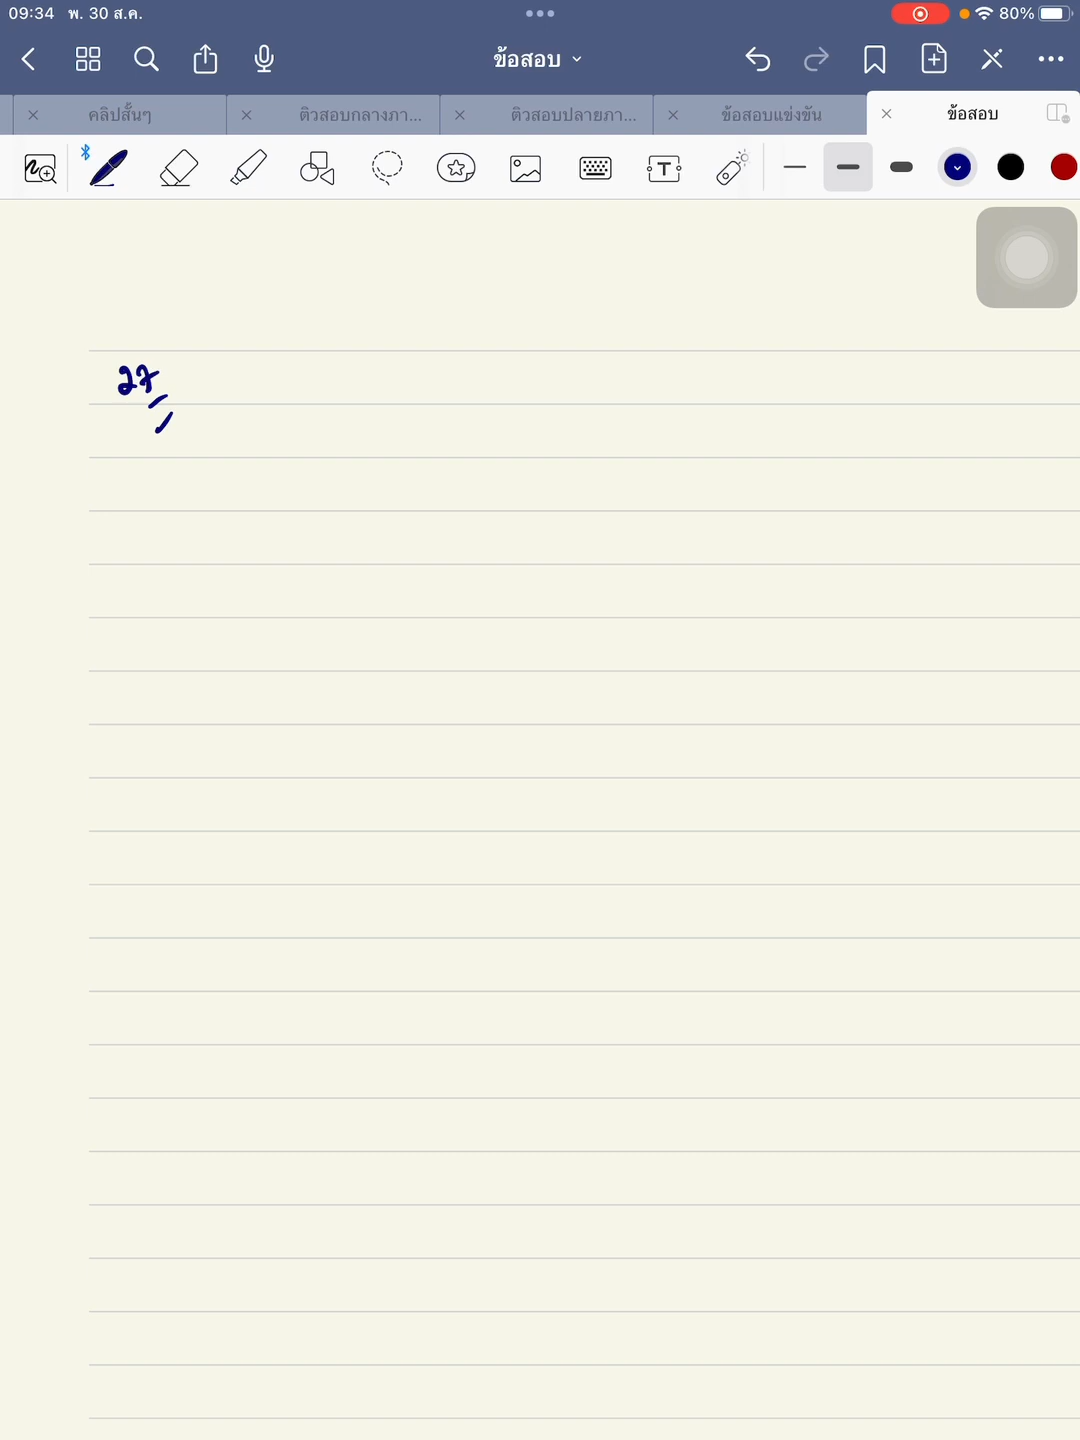 09:34 พ. 30 ส.ค. 80%
ข้อสอบ
คลิปสั้นๆ ติวสอบกลางภา... ติวสอบปลายภา... ข้อสอบแข่งขัน ข้อสอบ
T
27